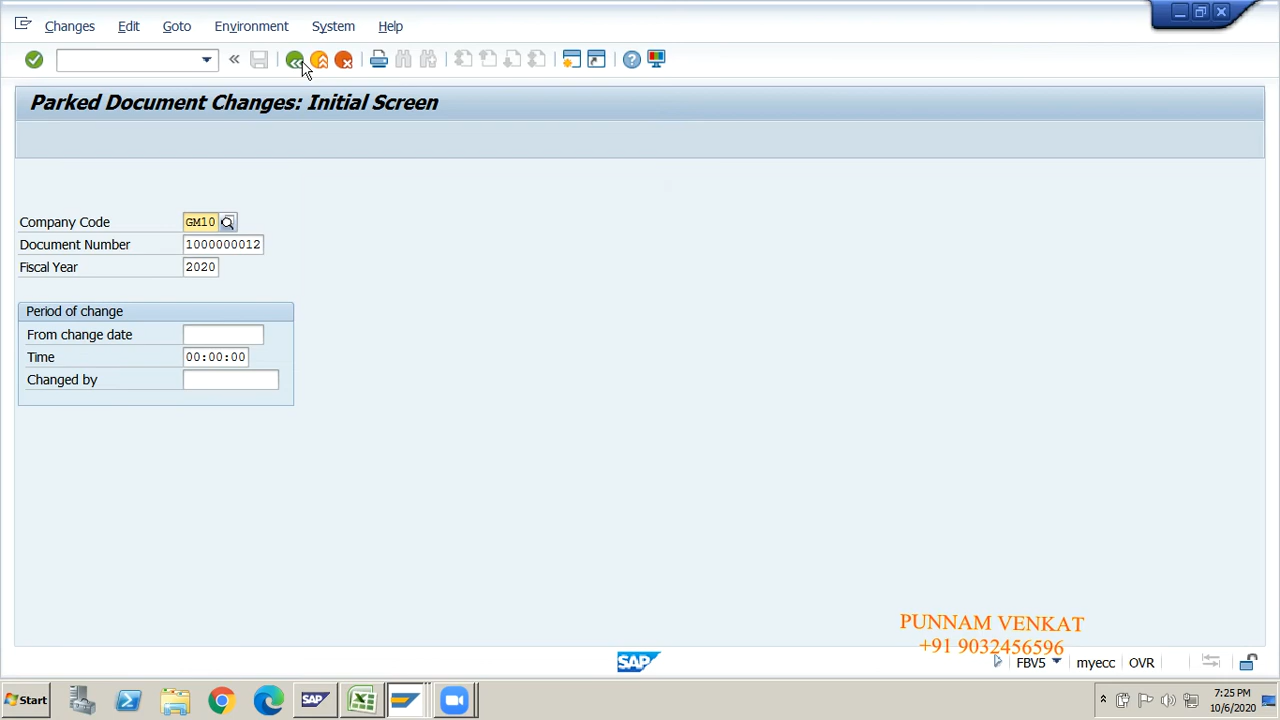 Changes Edit Goto Environment System Help
Parked Document Changes: Initial Screen
Company Code GM10
Document Number 1000000012
Fiscal Year 2020
Period of change
From change date
Time 00:00:00
Changed by
PUNNAM VENKAT
+91 9032456596
SAP FBV5 myecc OVR
Start SAP 7:25 PM
10/6/2020